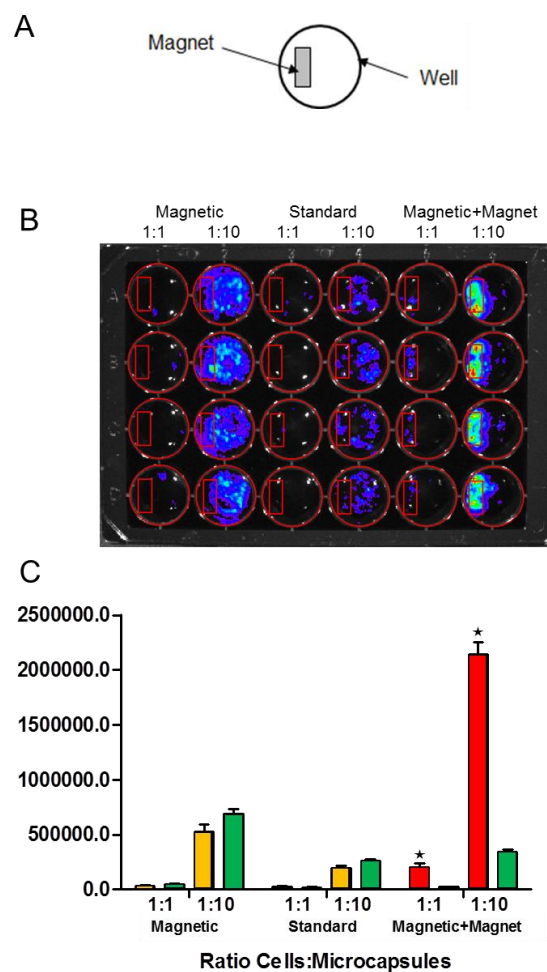 A
Magnet
Well
B
Magnetic Standard Magnetic+Magnet
1:1 1:10 1:1 1:10 1:1 1:10
C
2500000.0
2000000.0
1500000.0
1000000.0
500000.0
0.0
1:1 1:10 1:1 1:10 1:1 1:10
Magnetic Standard Magnetic+Magnet
Ratio Cells:Microcapsules